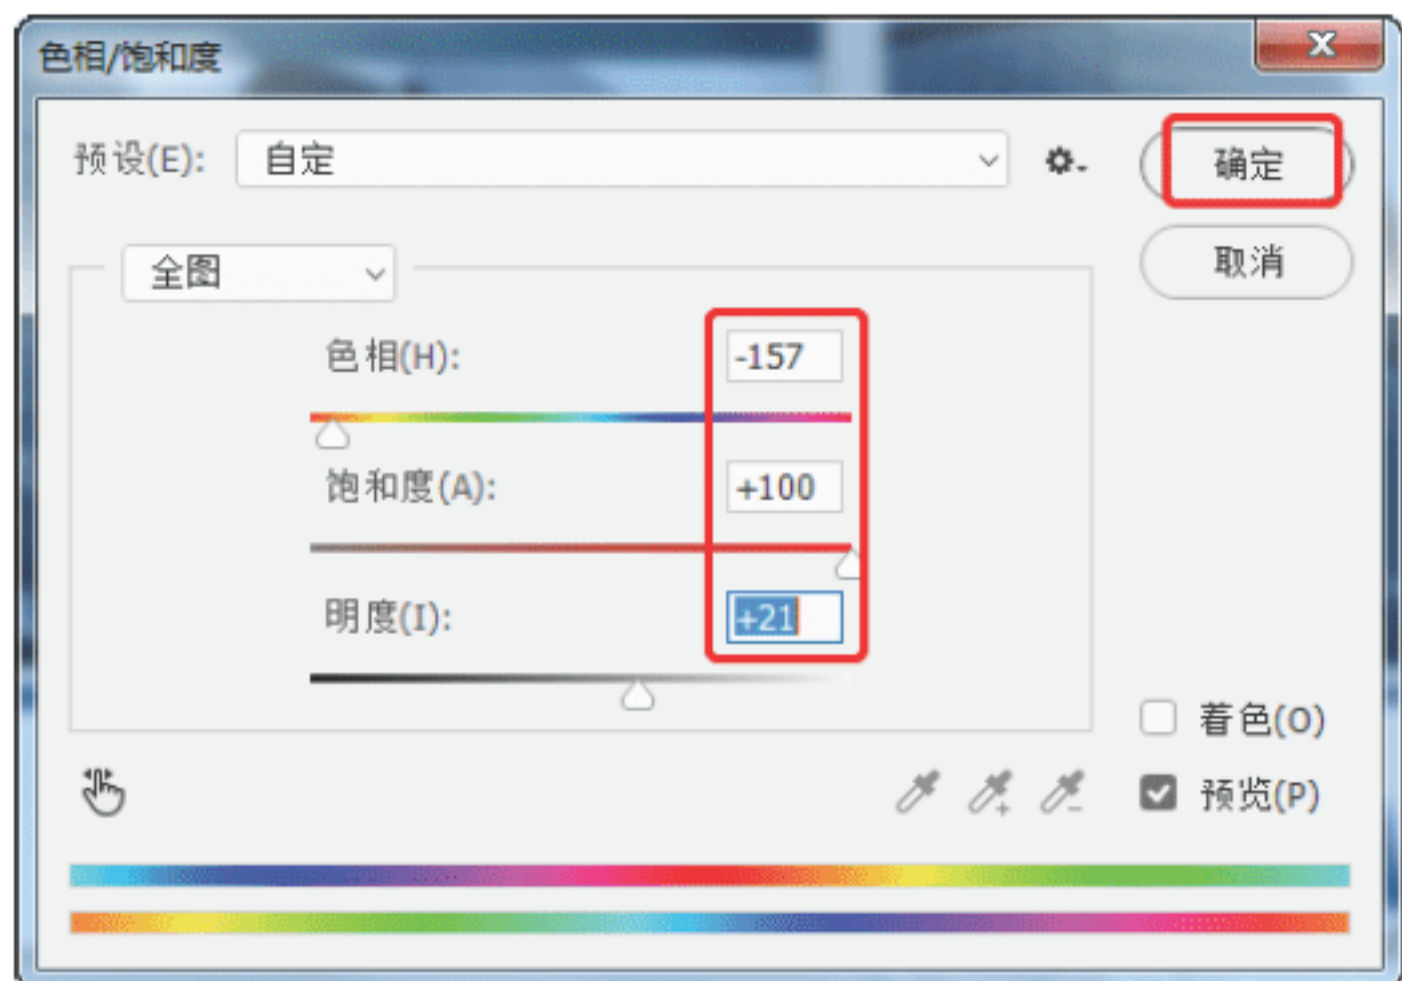 色相/饱和度
预设(E): 自定
确定
取消
全图
色相(H): -157
饱和度(A): +100
明度(I): +21
着色(O)
预览(P)